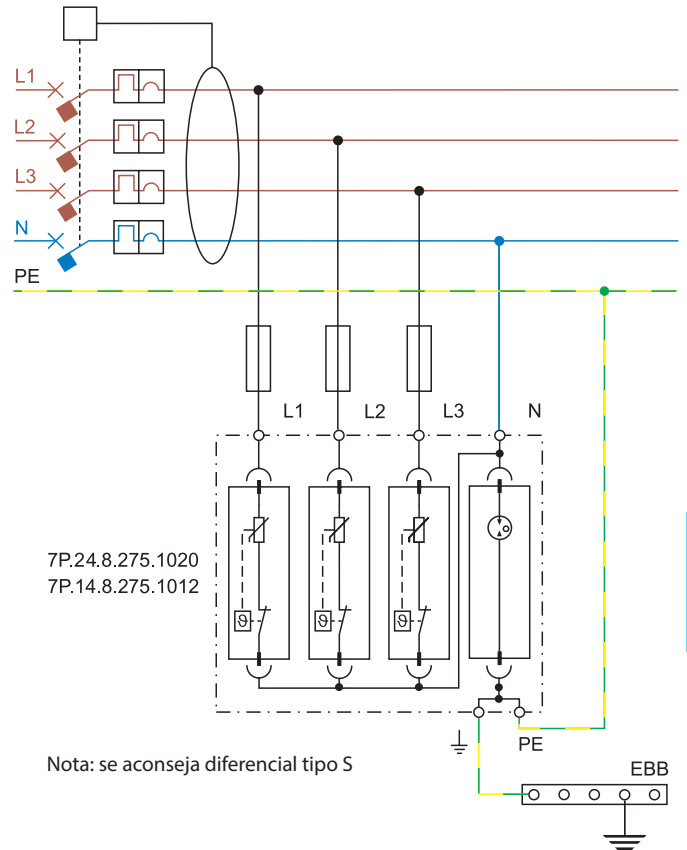 L1
L2
L3
N
PE
L1 L2 L3 N
7P.24.8.275.1020
7P.14.8.275.1012
ϑ ϑ ϑ
PE
Nota: se aconseja diferencial tipo S
EBB